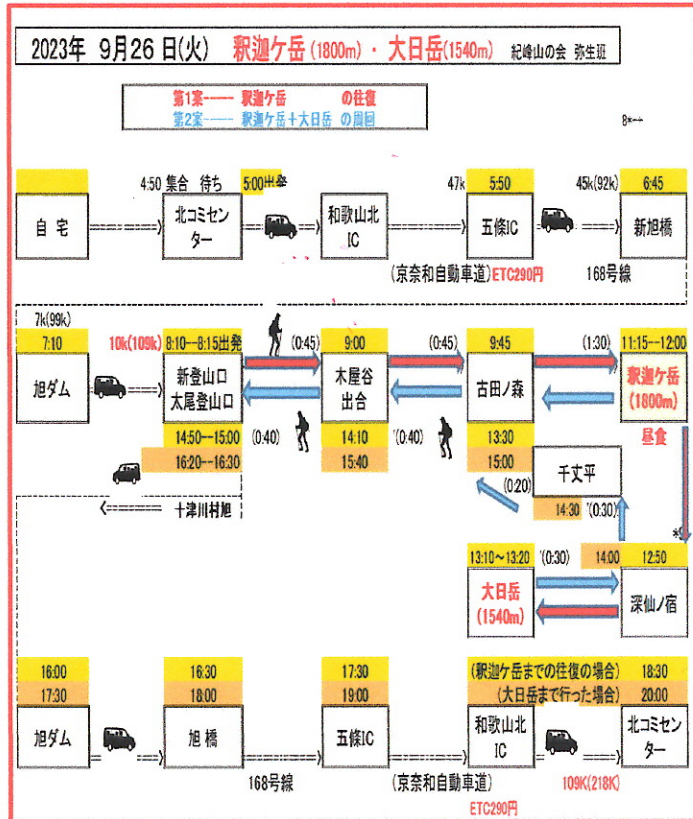 2023年 9月26日(火) 釈迦ケ岳(1800m)・大日岳(1540m) 紀峰山の会 弥生班
第1案---- 釈迦ケ岳 の往復
第2案---- 釈迦ケ岳+大日岳 の周回
4:50 集合 待ち 5:00出発 47k 5:50 45k(92k) 6:45
自宅 北コミセンター 和歌山北IC 五條IC 新旭橋
(京奈和自動車道)ETC290円 168号線
7k(99k)
7:10 10k(109k) 8:10--8:15出発 (0:45) 9:00 (0:45) 9:45 (1:30) 11:15--12:00
旭ダム 新登山口 太尾登山口 木屋谷出合 古田ノ森 釈迦ケ岳(1800m)
14:50--15:00 (0:40) 14:10 '(0:40) 13:30 昼食
16:20--16:30 15:40 15:00 千丈平
(0:20)
<===== 十津川村旭 14:30 '(0:30)
13:10~13:20 '(0:30) 14:00 12:50
大日岳(1540m) 深仙ノ宿
16:00 16:30 17:30 (釈迦ケ岳までの往復の場合) 18:30
17:30 18:00 19:00 (大日岳まで行った場合) 20:00
旭ダム 旭橋 五條IC 和歌山北IC 北コミセンター
168号線 (京奈和自動車道) 109K(218K)
ETC290円